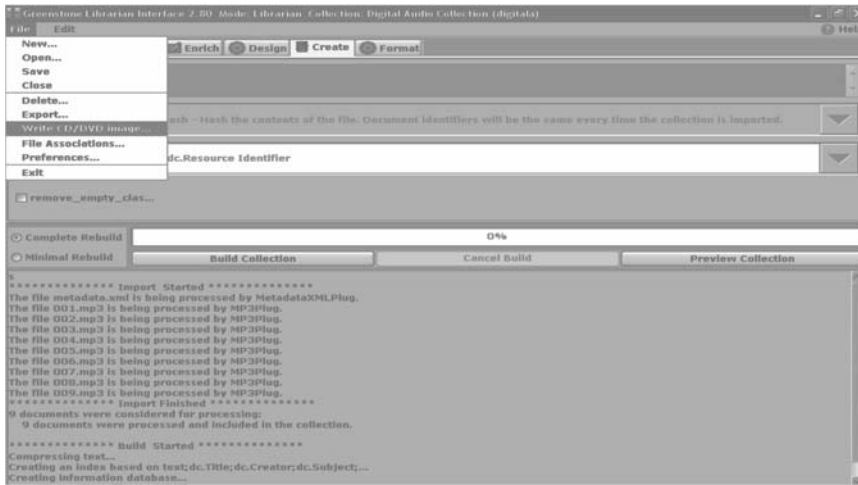 Greenstone Librarian Interface 2.80 Mode: Librarian Collection: Digital Audio Collection (digitala)
File Edit Hel
New...
Open...
Save
Close
Delete...
Export...
Write CD/DVD image...
File Associations...
Preferences...
Exit
Enrich Design Create Format
ash - Hash the contents of the file. Document identifiers will be the same every time the collection is imported.
dc.Resource Identifier
remove_empty_clas...
Complete Rebuild 0%
Minimal Rebuild Build Collection Cancel Build Preview Collection
s
************** Import Started **************
The file metadata.xml is being processed by MetadataXMLPlug.
The file 001.mp3 is being processed by MP3Plug.
The file 002.mp3 is being processed by MP3Plug.
The file 003.mp3 is being processed by MP3Plug.
The file 004.mp3 is being processed by MP3Plug.
The file 005.mp3 is being processed by MP3Plug.
The file 006.mp3 is being processed by MP3Plug.
The file 007.mp3 is being processed by MP3Plug.
The file 008.mp3 is being processed by MP3Plug.
The file 009.mp3 is being processed by MP3Plug.
************** Import Finished **************
9 documents were considered for processing:
9 documents were processed and included in the collection.
************** Build Started **************
Compressing text...
Creating an index based on text;dc.Title;dc.Creator;dc.Subject;...
Creating information database...